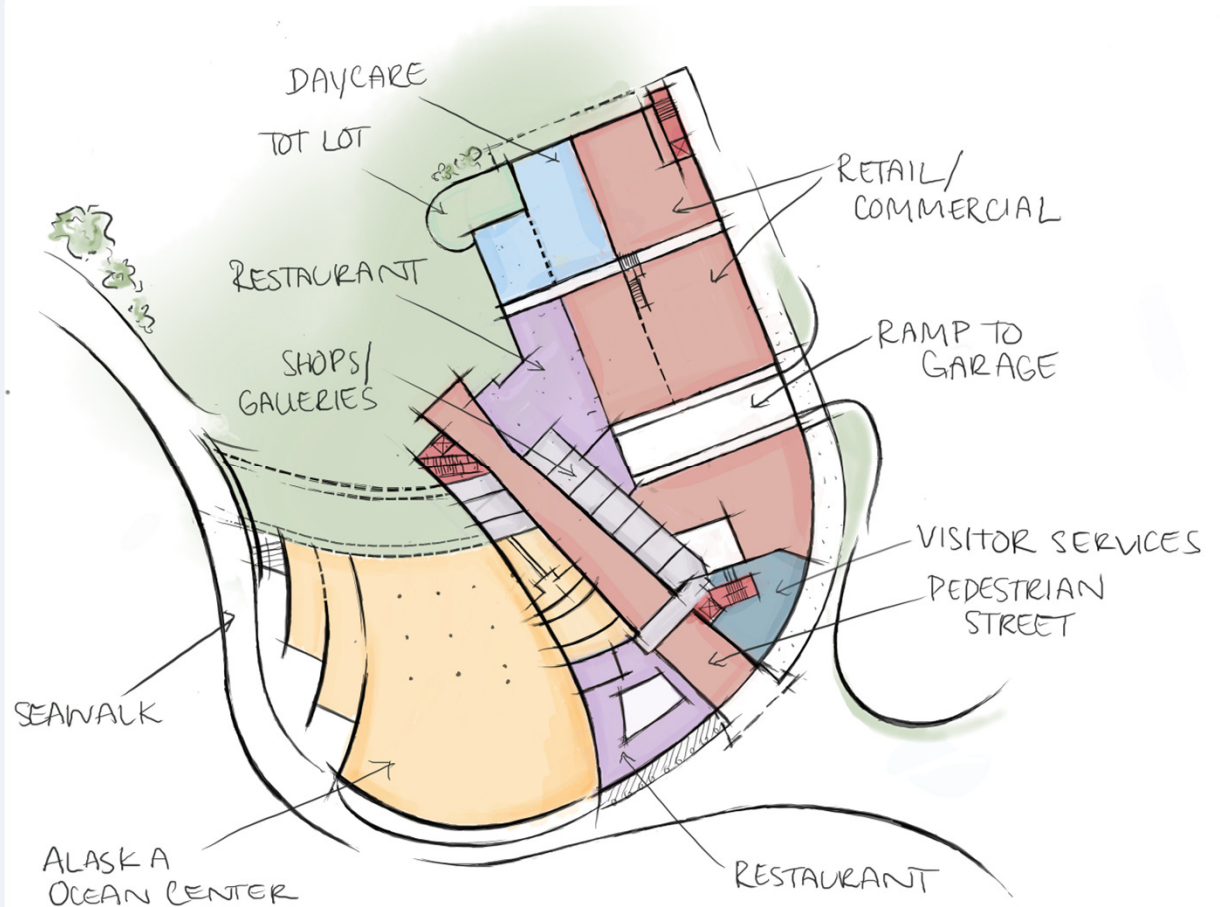 DAYCARE
TOT LOT
RETAIL/
COMMERCIAL
RESTAURANT
SHOPS/
GALLERIES
RAMP TO
GARAGE
VISITOR SERVICES
PEDESTRIAN
STREET
SEAWALK
ALASKA
OCEAN CENTER
RESTAURANT